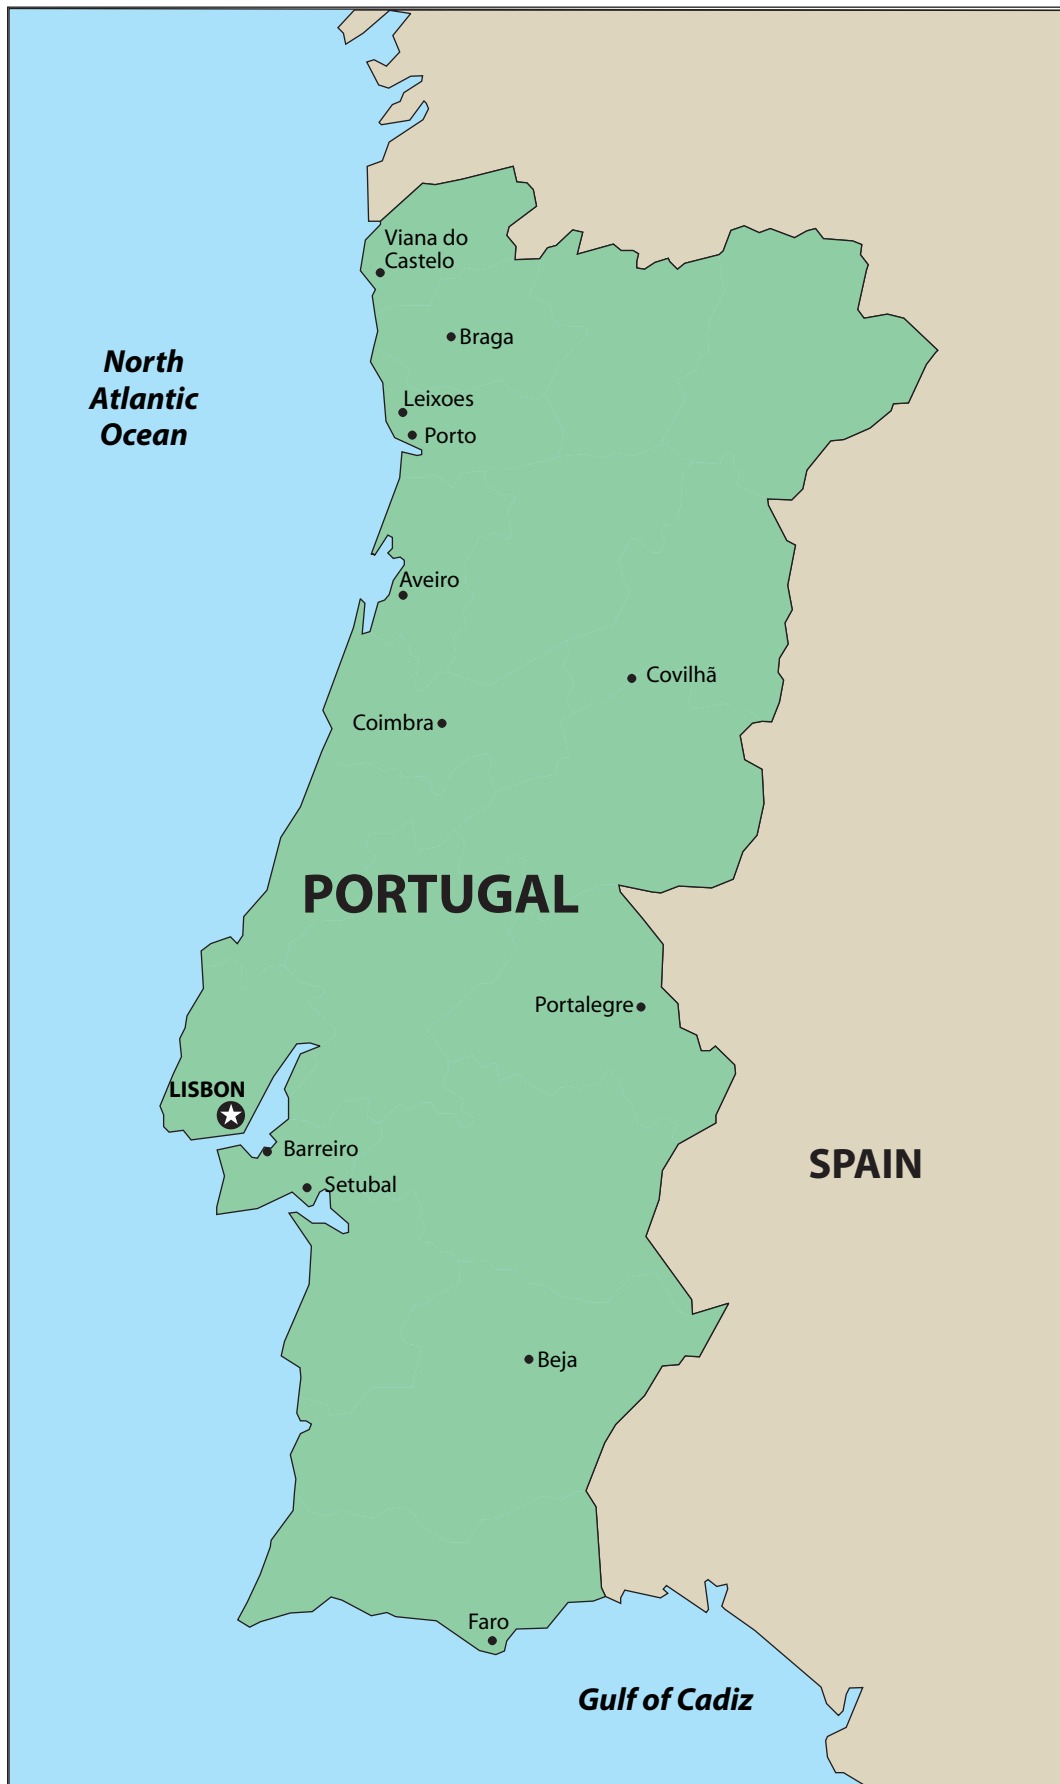 Viana do
Castelo
Braga
North
Atlantic
Ocean
Leixoes
Porto
Aveiro
Covilhã
Coimbra
PORTUGAL
Portalegre
LISBON
Barreiro
SPAIN
Setubal
Beja
Faro
Gulf of Cadiz